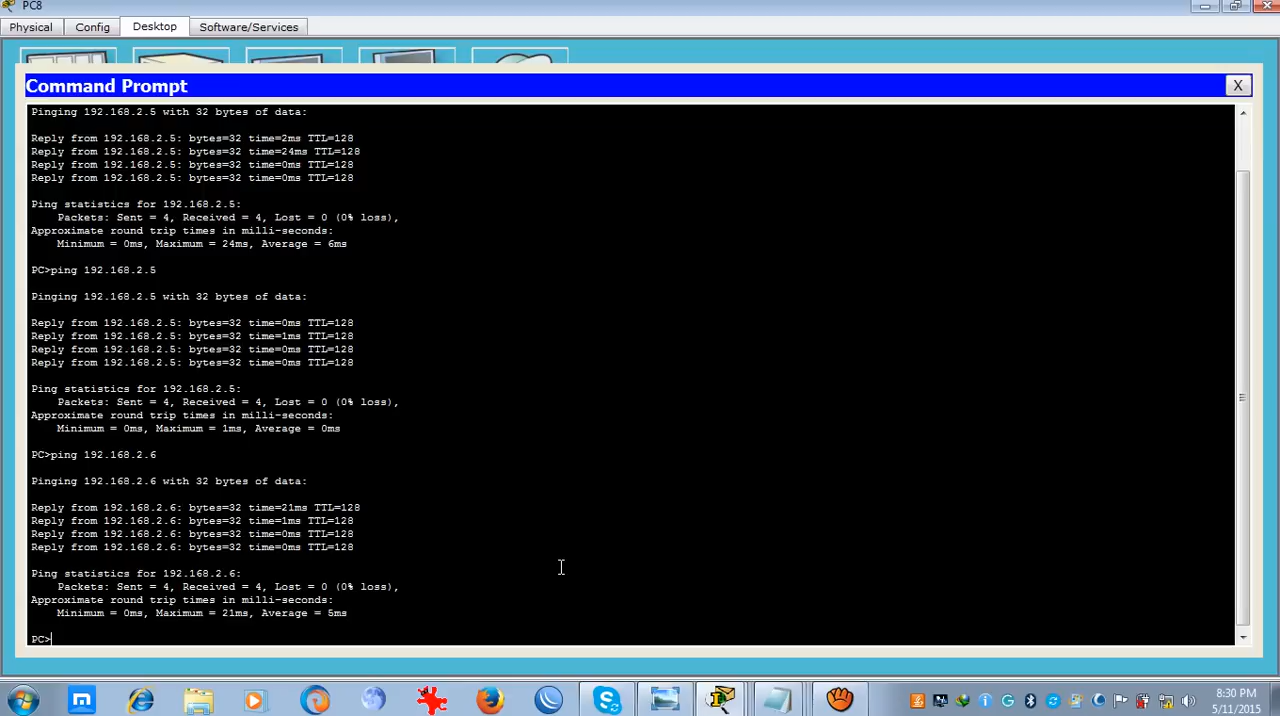 PC8
Physical Config Desktop Software/Services
Command Prompt X
Pinging 192.168.2.5 with 32 bytes of data:
Reply from 192.168.2.5: bytes=32 time=2ms TTL=128
Reply from 192.168.2.5: bytes=32 time=24ms TTL=128
Reply from 192.168.2.5: bytes=32 time=0ms TTL=128
Reply from 192.168.2.5: bytes=32 time=0ms TTL=128
Ping statistics for 192.168.2.5:
Packets: Sent = 4, Received = 4, Lost = 0 (0% loss),
Approximate round trip times in milli-seconds:
Minimum = 0ms, Maximum = 24ms, Average = 6ms
PC>ping 192.168.2.5
Pinging 192.168.2.5 with 32 bytes of data:
Reply from 192.168.2.5: bytes=32 time=0ms TTL=128
Reply from 192.168.2.5: bytes=32 time=1ms TTL=128
Reply from 192.168.2.5: bytes=32 time=0ms TTL=128
Reply from 192.168.2.5: bytes=32 time=0ms TTL=128
Ping statistics for 192.168.2.5:
Packets: Sent = 4, Received = 4, Lost = 0 (0% loss),
Approximate round trip times in milli-seconds:
Minimum = 0ms, Maximum = 1ms, Average = 0ms
PC>ping 192.168.2.6
Pinging 192.168.2.6 with 32 bytes of data:
Reply from 192.168.2.6: bytes=32 time=21ms TTL=128
Reply from 192.168.2.6: bytes=32 time=1ms TTL=128
Reply from 192.168.2.6: bytes=32 time=0ms TTL=128
Reply from 192.168.2.6: bytes=32 time=0ms TTL=128
Ping statistics for 192.168.2.6:
Packets: Sent = 4, Received = 4, Lost = 0 (0% loss),
Approximate round trip times in milli-seconds:
Minimum = 0ms, Maximum = 21ms, Average = 5ms
PC>
8:30 PM
5/11/2015